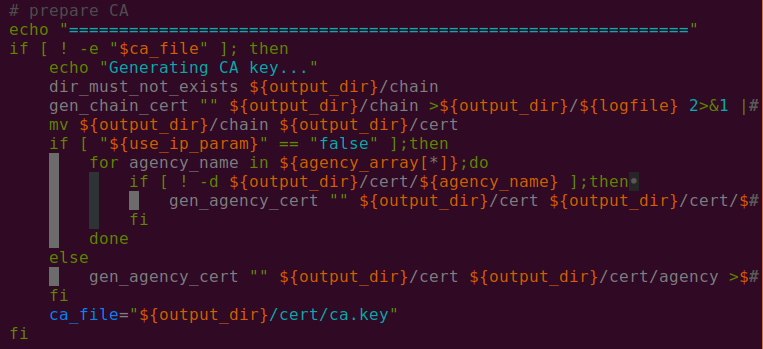 # prepare CA
echo "=============================================================="
if [ ! -e "$ca_file" ]; then
    echo "Generating CA key..."
    dir_must_not_exists ${output_dir}/chain
    gen_chain_cert "" ${output_dir}/chain >${output_dir}/${logfile} 2>&1 |#
    mv ${output_dir}/chain ${output_dir}/cert
    if [ "${use_ip_param}" == "false" ];then
        for agency_name in ${agency_array[*]};do
            if [ ! -d ${output_dir}/cert/${agency_name} ];then•
                gen_agency_cert "" ${output_dir}/cert ${output_dir}/cert/$#
            fi
        done
    else
        gen_agency_cert "" ${output_dir}/cert ${output_dir}/cert/agency >$#
    fi
    ca_file="${output_dir}/cert/ca.key"
fi